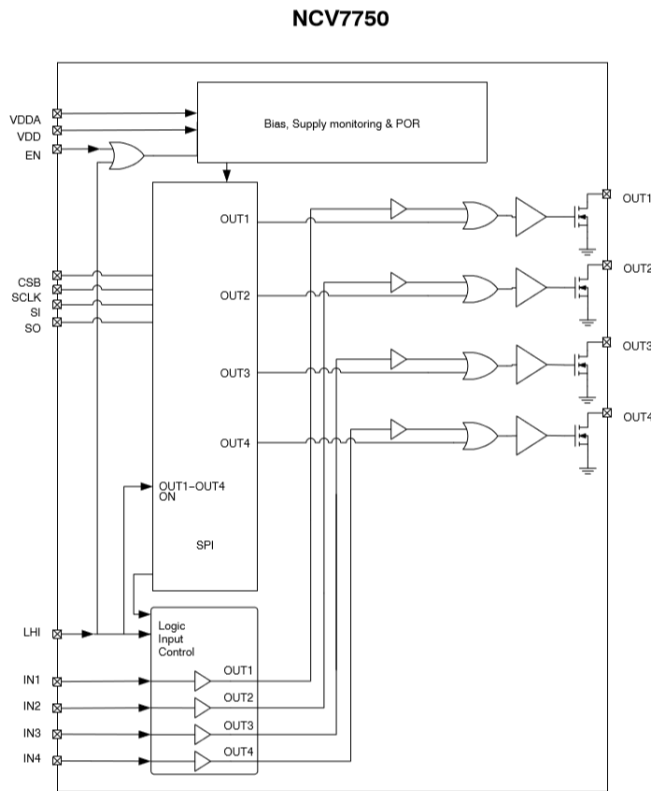 NCV7750
VDDA
VDD
EN
Bias, Supply monitoring & POR
OUT1
OUT1
OUT2
OUT2
CSB
SCLK
SI
SO
OUT3
OUT3
OUT4
OUT4
OUT1-OUT4
ON
SPI
LHI
Logic
Input
Control
IN1
OUT1
IN2
OUT2
IN3
OUT3
IN4
OUT4